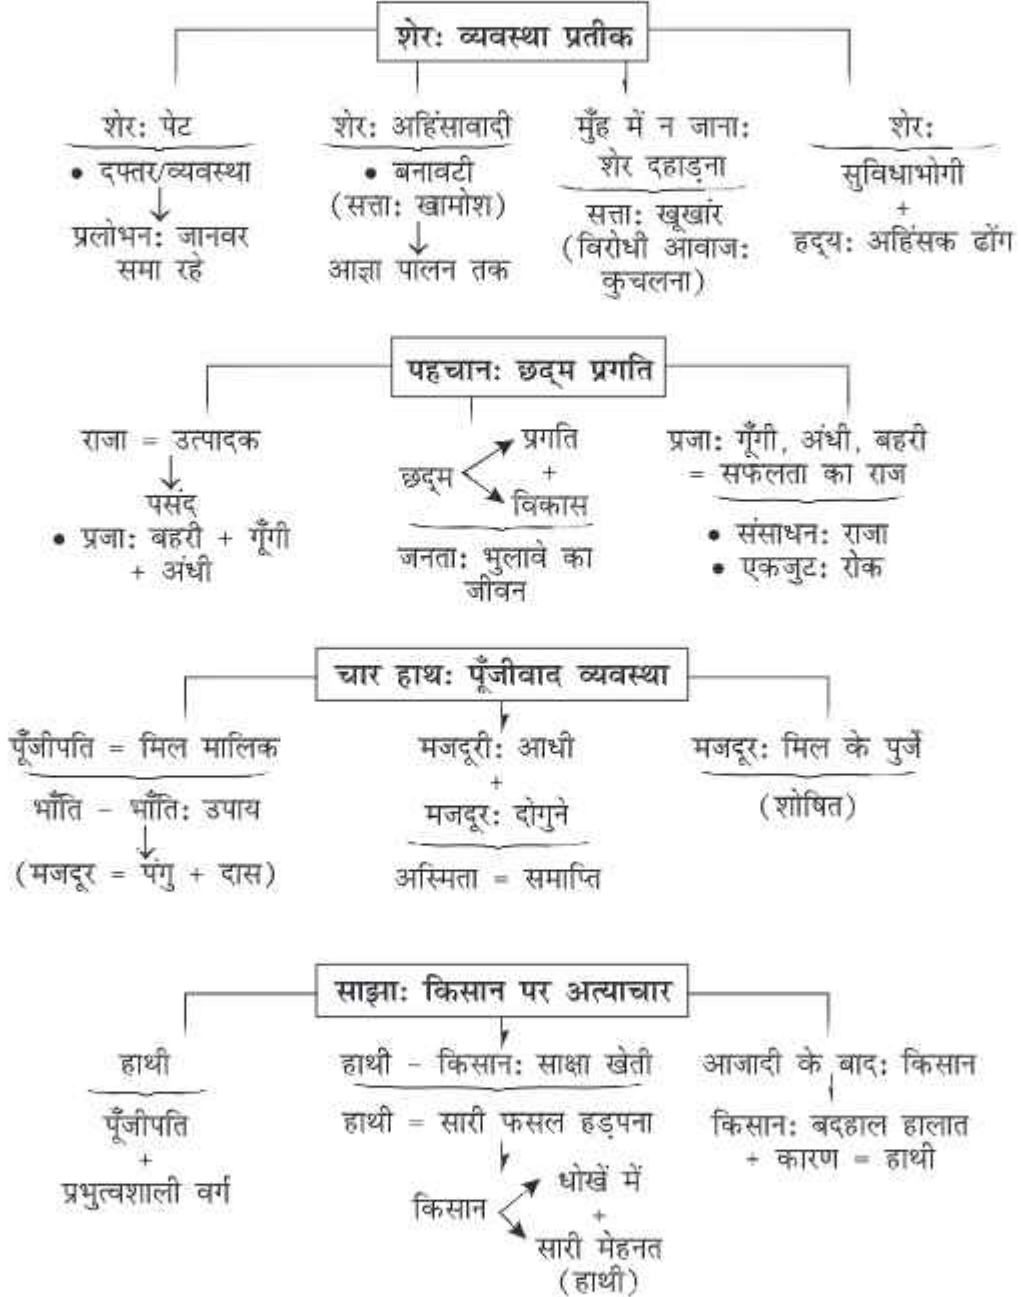 शेर: व्यवस्था प्रतीक
शेर: पेट
• दफ्तर/व्यवस्था
प्रलोभन: जानवर
समा रहे
शेर: अहिंसावादी
• बनावटी
(सत्ता: खामोश)
आज्ञा पालन तक
मुँह में न जाना:
शेर दहाड़ना
सत्ता: खूखांर
(विरोधी आवाज:
कुचलना)
शेर:
सुविधाभोगी
+
हद्य: अहिंसक ढोंग
पहचान: छद्म प्रगति
राजा = उत्पादक
पसंद
• प्रजा: बहरी + गूँगी
+ अंधी
छद्म
प्रगति
+
विकास
जनता: भुलावे का
जीवन
प्रजा: गूँगी, अंधी, बहरी
= सफलता का राज
• संसाधन: राजा
• एकजुट: रोक
चार हाथ: पूँजीवाद व्यवस्था
पूँजीपति = मिल मालिक
भाँति - भाँति: उपाय
(मजदूर = पंगु + दास)
मजदूरी: आधी
+
मजदूर: दोगुने
अस्मिता = समाप्ति
मजदूर: मिल के पुर्जे
(शोषित)
साझा: किसान पर अत्याचार
हाथी
पूँजीपति
+
प्रभुत्वशाली वर्ग
हाथी - किसान: साक्षा खेती
हाथी = सारी फसल हड़पना
किसान
धोखें में
+
सारी मेहनत
(हाथी)
आजादी के बाद: किसान
किसान: बदहाल हालात
+ कारण = हाथी